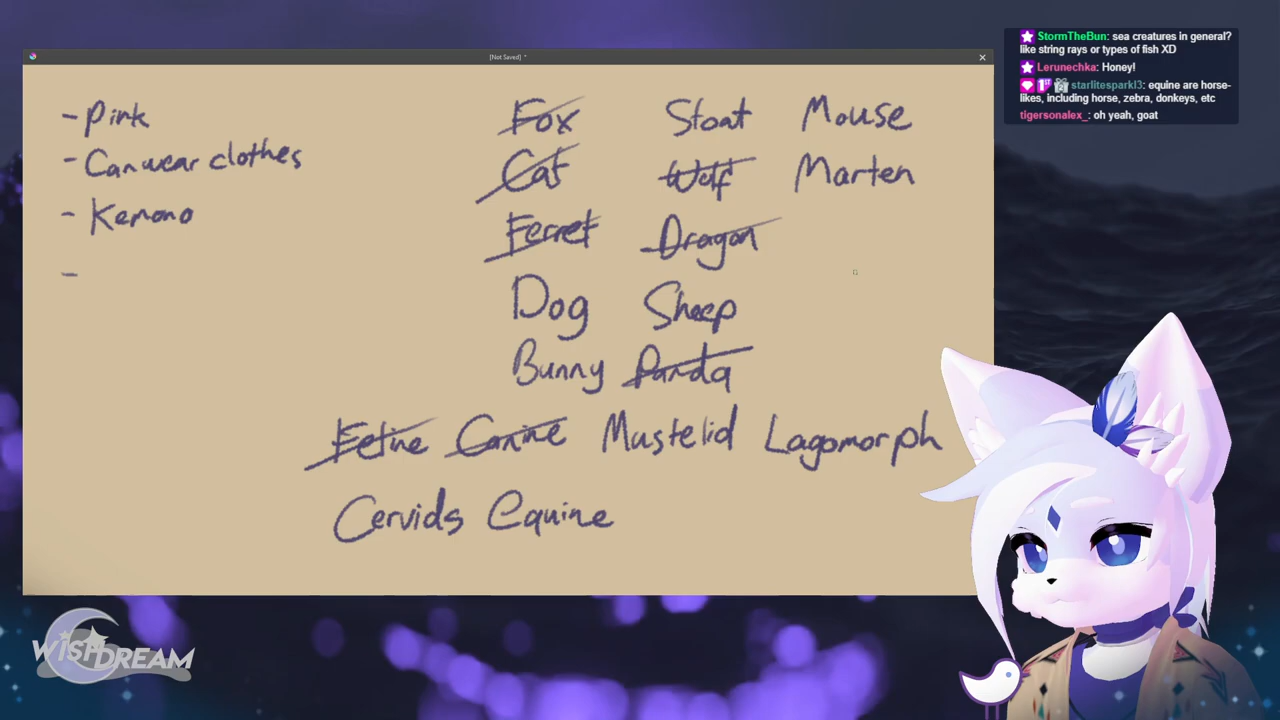 [Not Saved] *
- Pink
- Can wear clothes
- Kemono
-
Fox Stoat Mouse
Cat Wolf Marten
Ferret Dragon
Dog Sheep
Bunny Panda
Feline Canine Mustelid Lagomorph
Cervids Equine
StormTheBun: sea creatures in general?
like string rays or types of fish XD
Lerunechka: Honey!
starlitesparkl3: equine are horse-
likes, including horse, zebra, donkeys, etc
tigersonalex_: oh yeah, goat
WISHDREAM